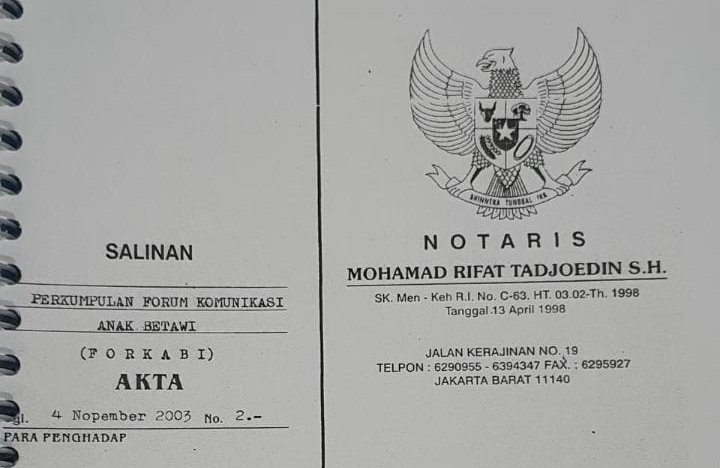 SALINAN
PERKUMPULAN FORUM KOMUNIKASI
ANAK BETAWI
(F O R K A B I)
AKTA
4 Nopember 2003 No. 2.-
PARA PENGHADAP
BHINNEKA TUNGGAL IKA
NOTARIS
MOHAMAD RIFAT TADJOEDIN S.H.
SK. Men - Keh R.I. No. C-63. HT. 03.02-Th. 1998
Tanggal 13 April 1998
JALAN KERAJINAN NO. 19
TELPON : 6290955 - 6394347 FAX. : 6295927
JAKARTA BARAT 11140